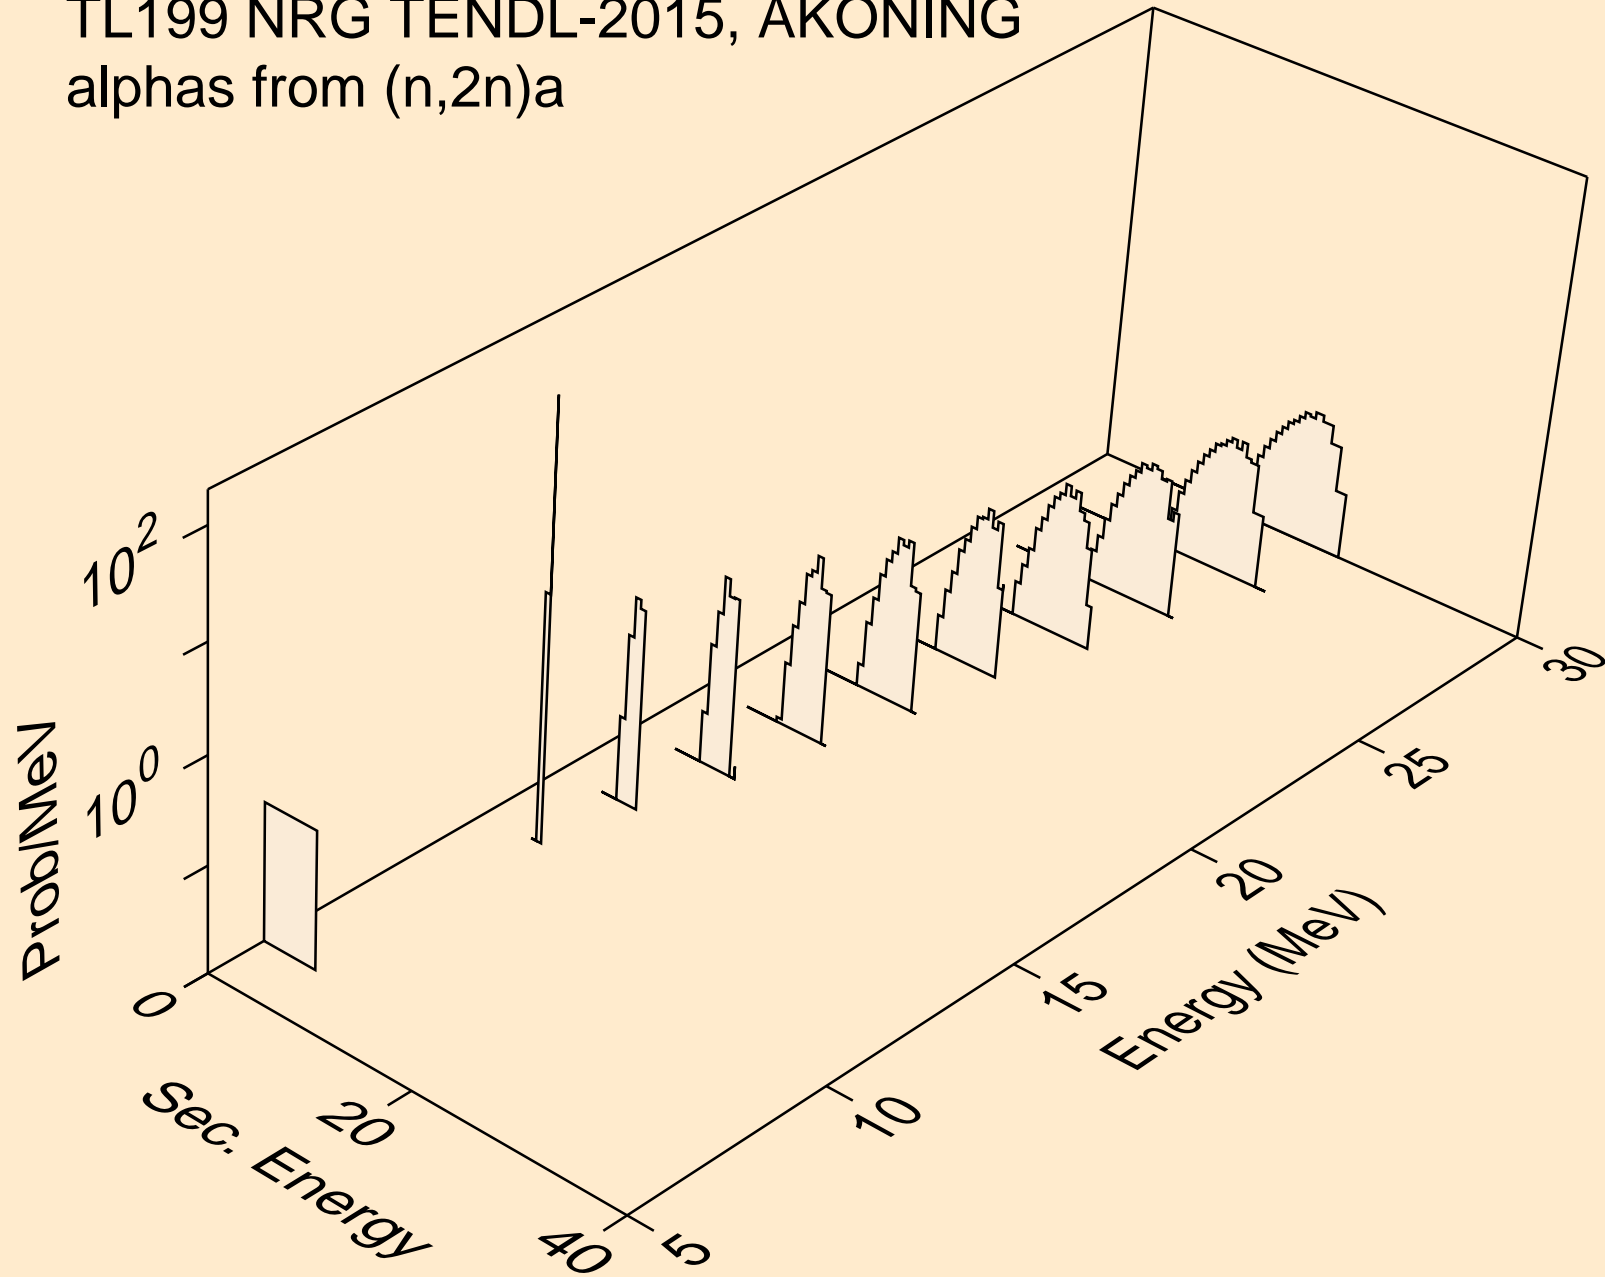 TL199 NRG TENDL-2015, AKONING
alphas from (n,2n)a
10^2
10^0
Prob/MeV
0
20
40
Sec. Energy
5
10
15
20
25
30
Energy (MeV)